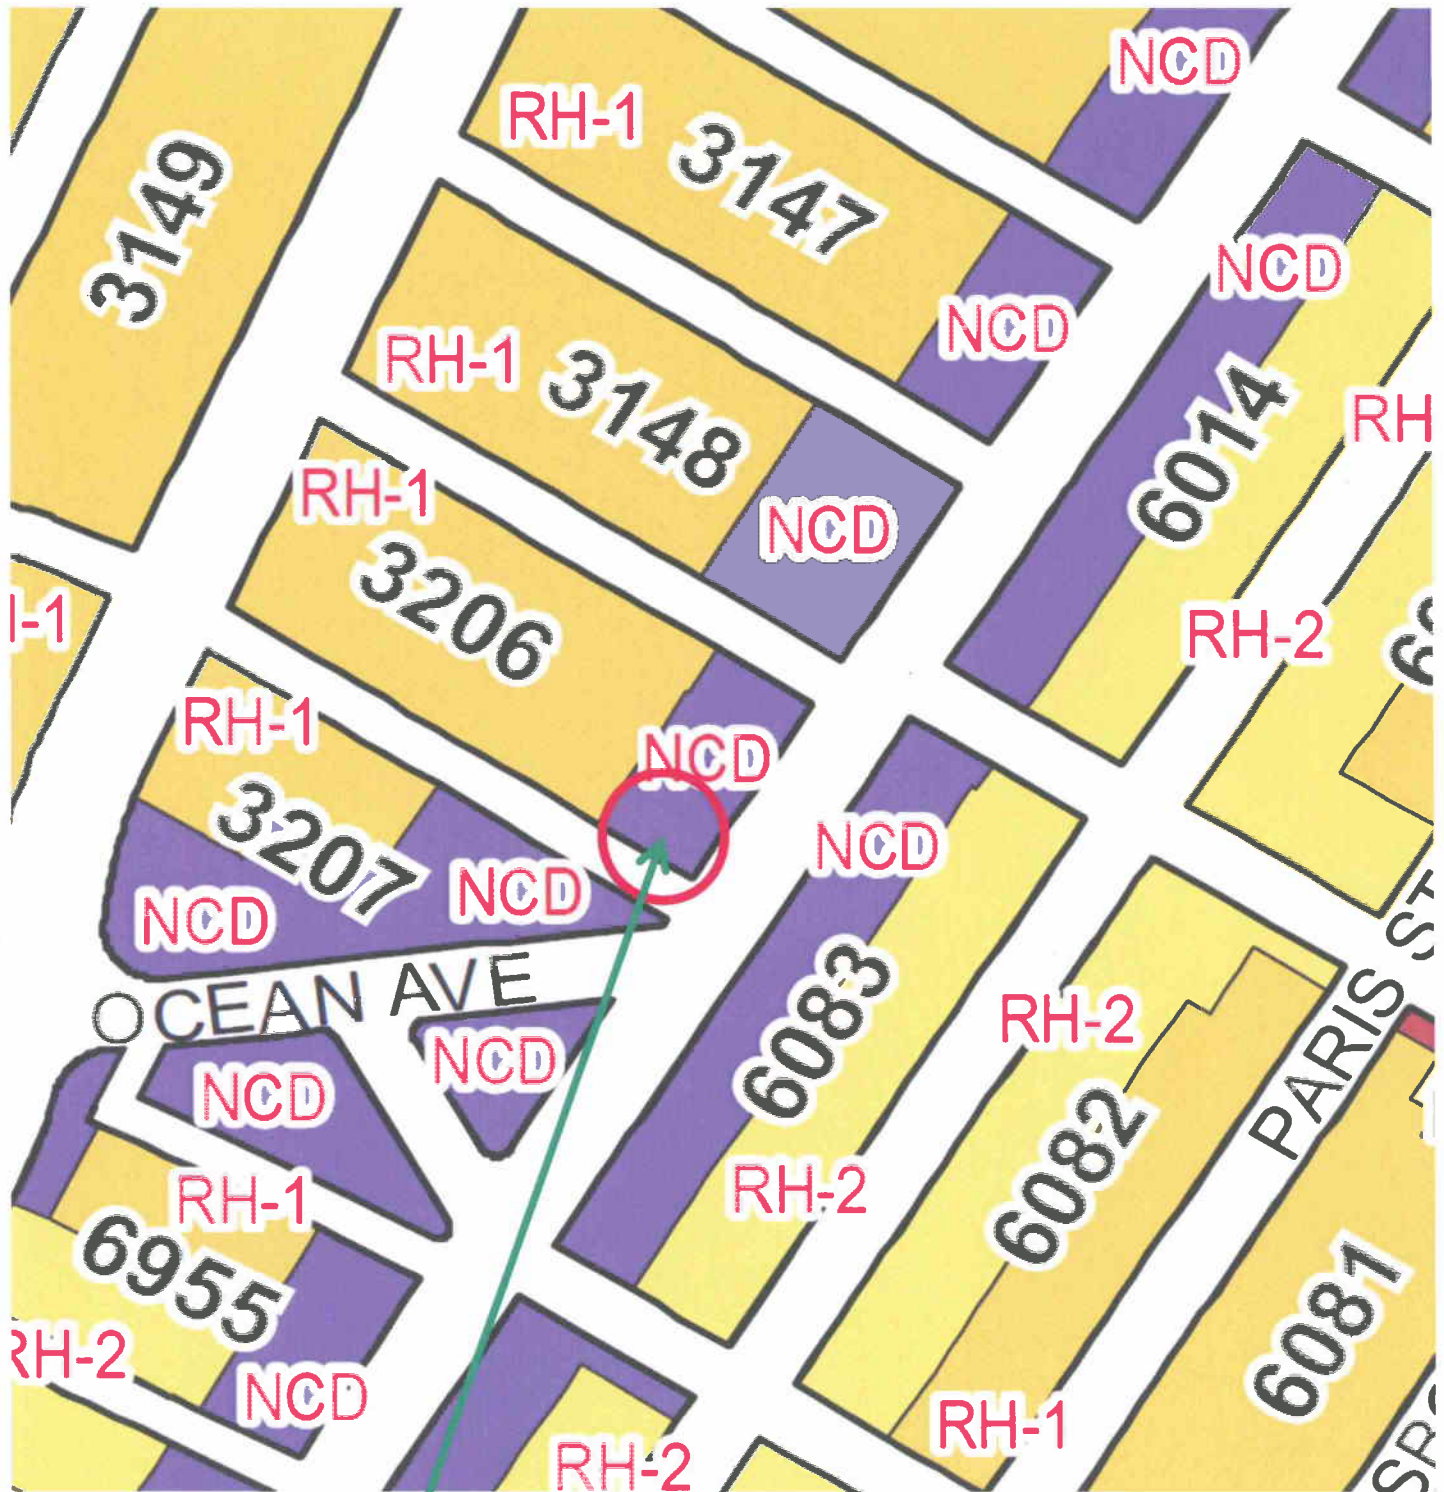 NCD
RH-1
3147
3149
NCD
NCD
RH-1
3148
6014
RH
RH-1
NCD
3206
RH-2
RH-1
NCD
3207
NCD
NCD
NCD
OCEAN AVE
6083
RH-2
PARIS ST
NCD
NCD
6082
RH-1
RH-2
6955
6081
RH-2
NCD
RH-1
RH-2